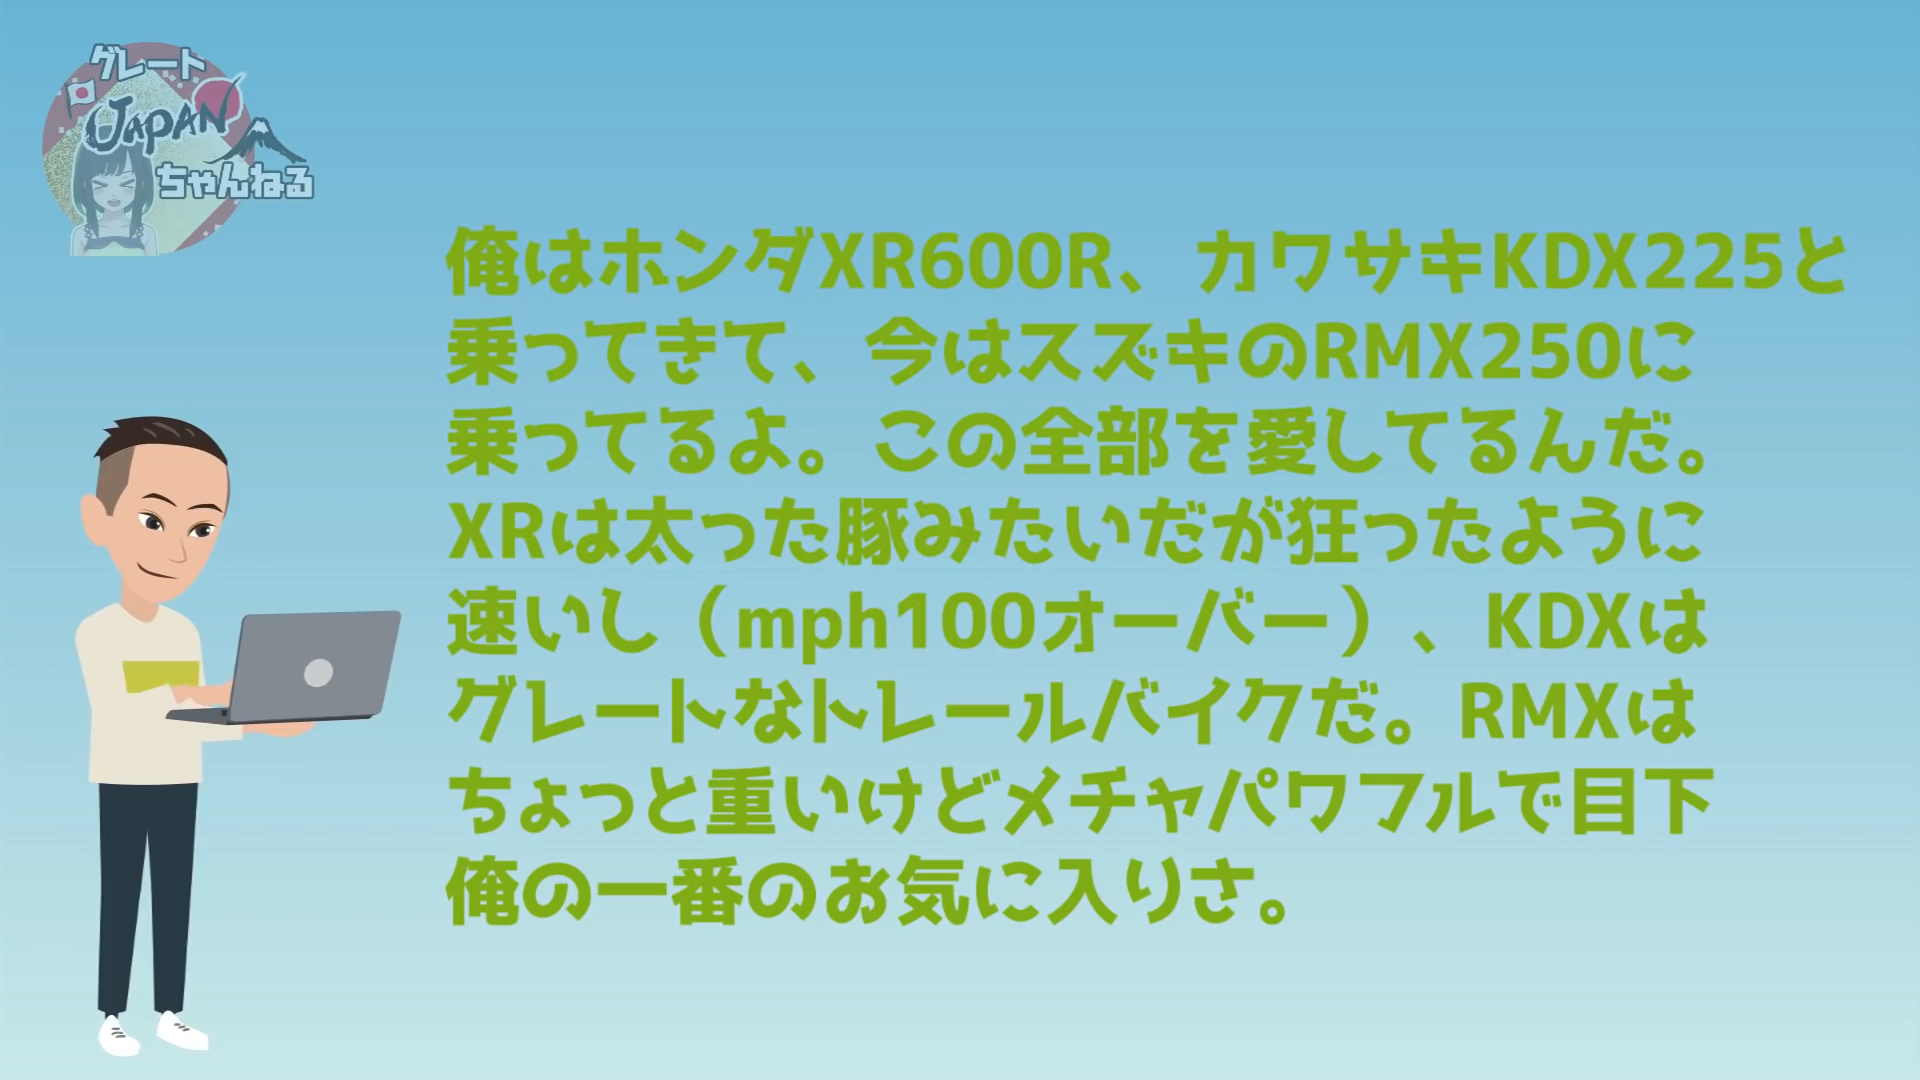 グレート
JAPAN
ちゃんねる
俺はホンダXR600R、カワサキKDX225と
乗ってきて、今はスズキのRMX250に
乗ってるよ。この全部を愛してるんだ。
XRは太った豚みたいだが狂ったように
速いし（mph100オーバー）、KDXは
グレートなトレールバイクだ。RMXは
ちょっと重いけどメチャパワフルで目下
俺の一番のお気に入りさ。